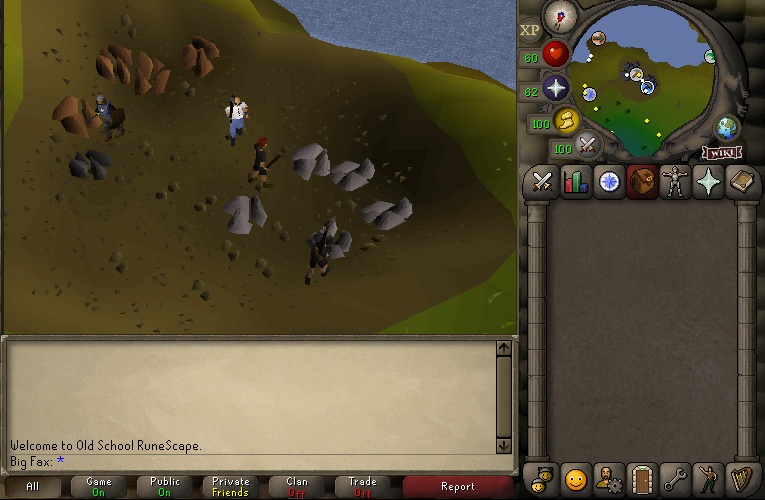 XP
60
62
100
100
WIKI
Welcome to Old School RuneScape.
Big Fax: *
All
Game
On
Public
On
Private
Friends
Clan
Off
Trade
Off
Report